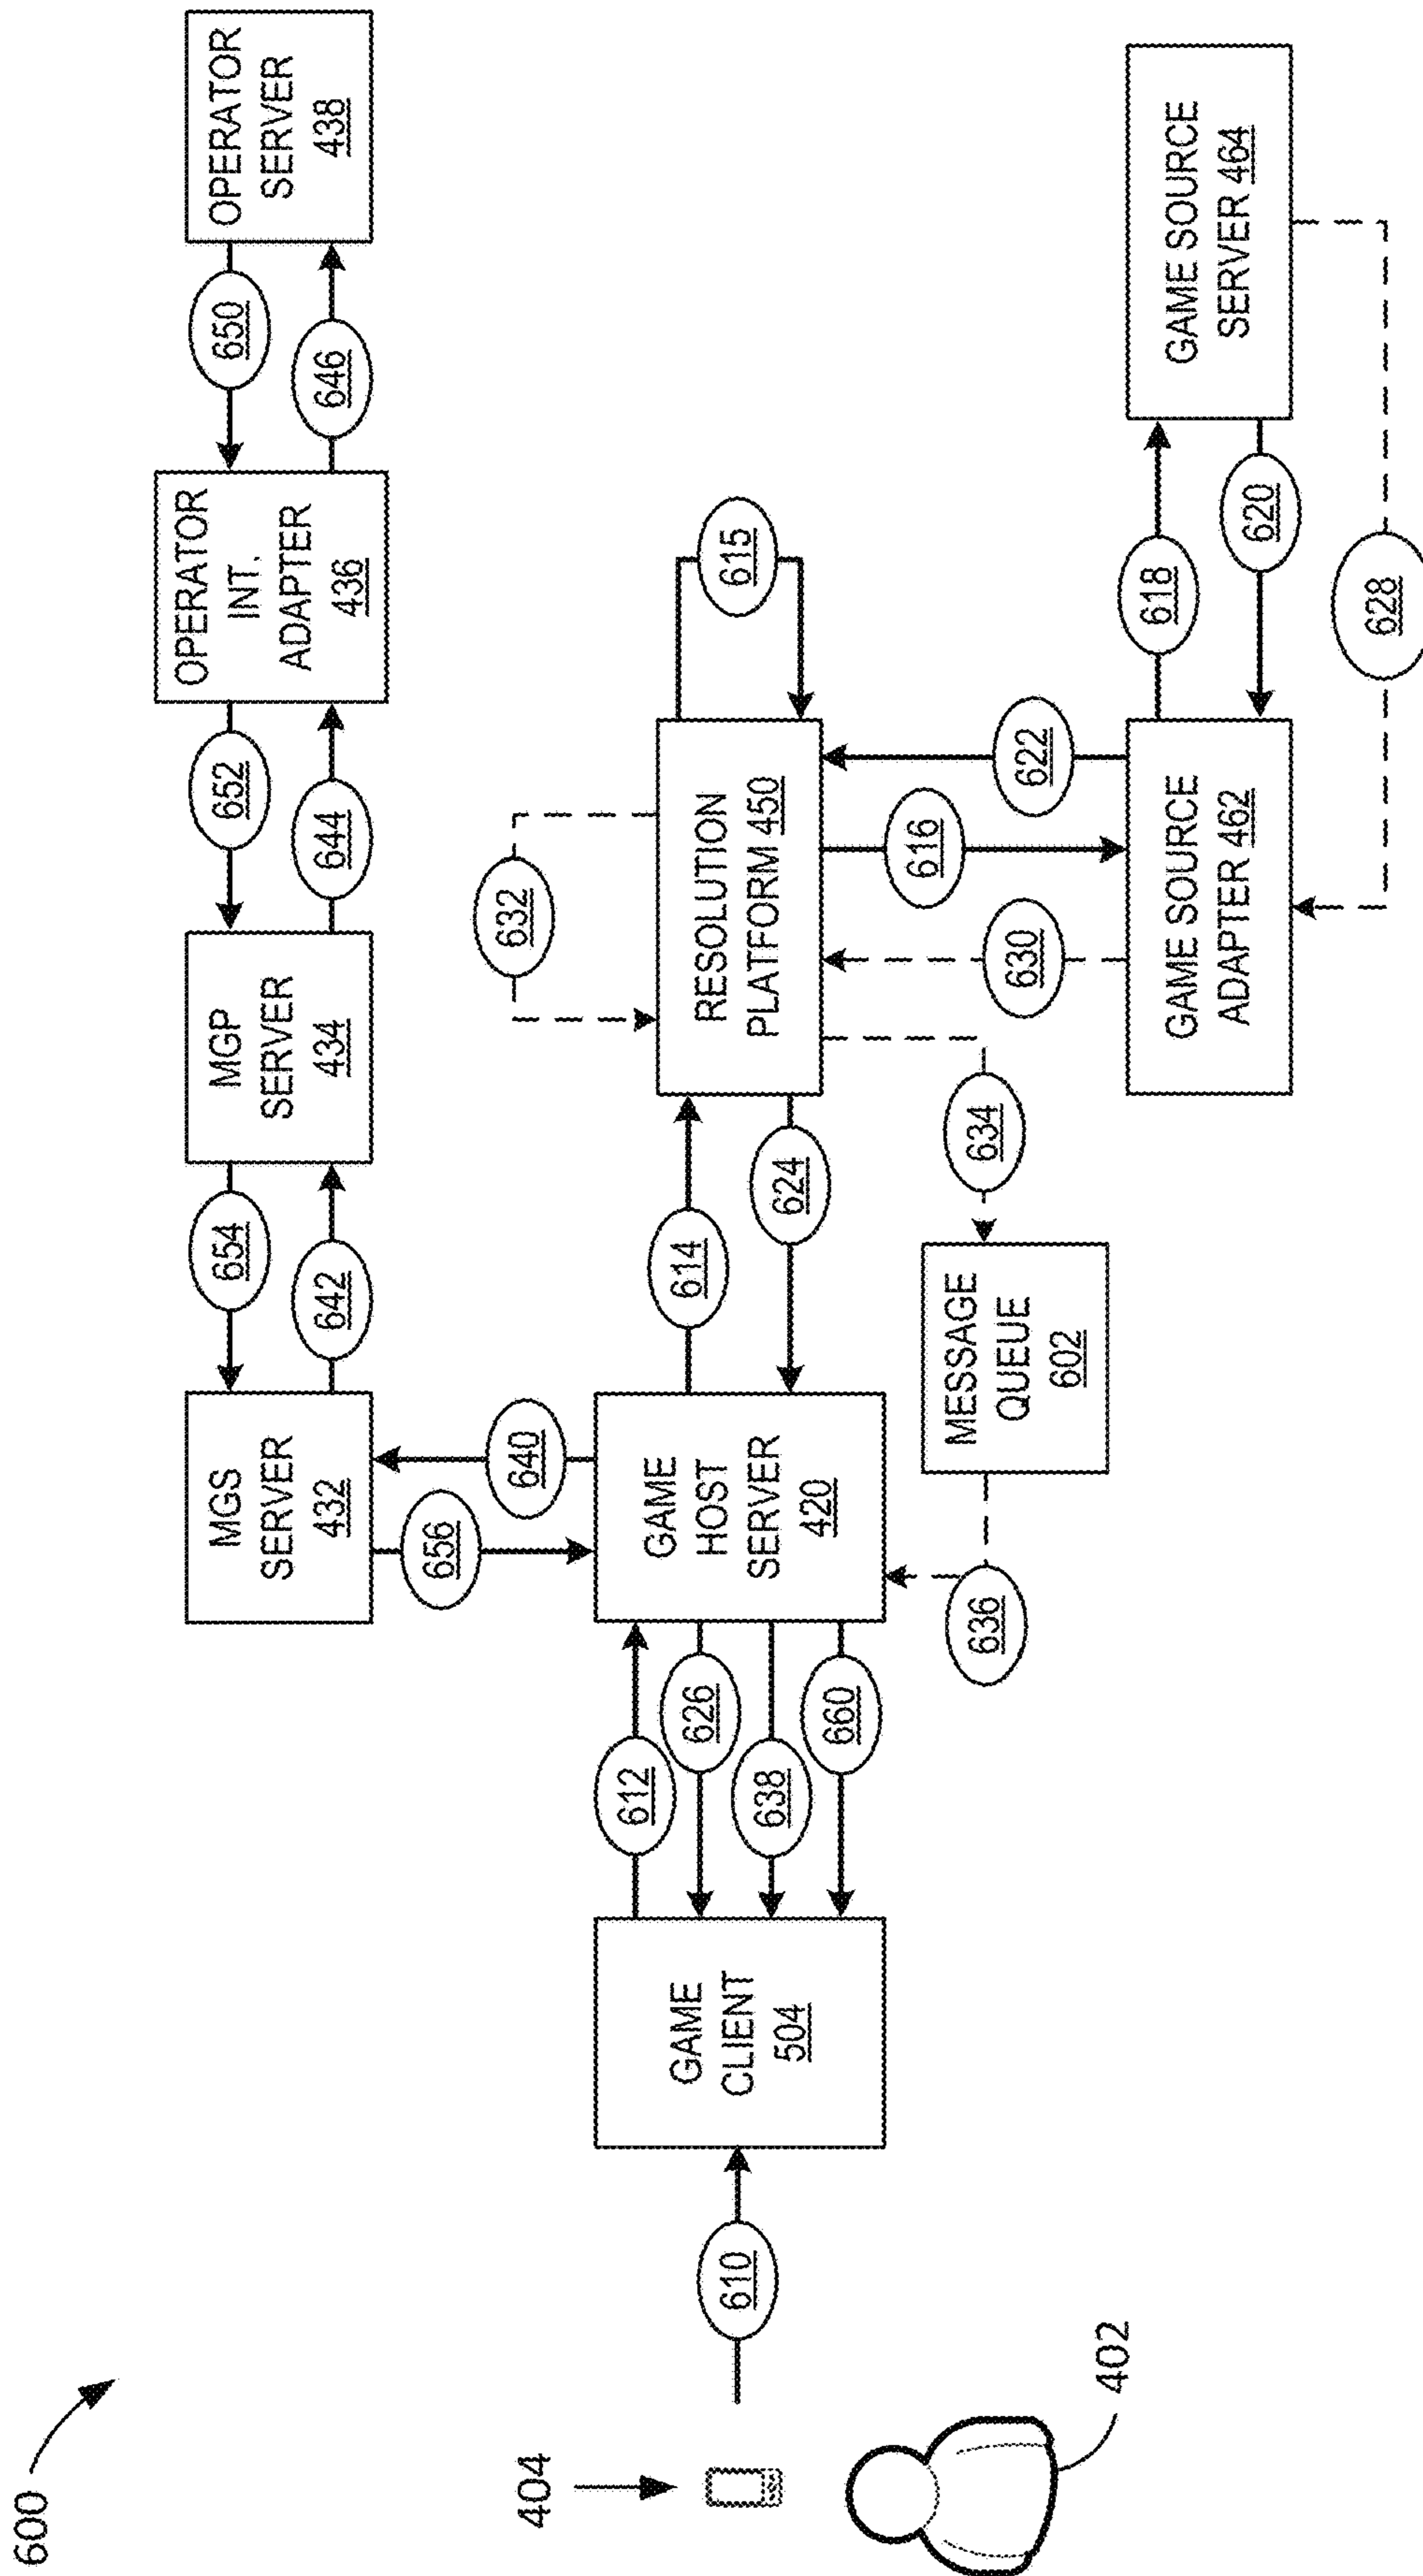 600
OPERATOR
SERVER
438
650
646
OPERATOR
INT.
ADAPTER
436
652
644
MGP
SERVER
434
654
642
MGS
SERVER
432
640
656
632
615
RESOLUTION
PLATFORM 450
614
624
622
616
630
634
GAME
HOST
SERVER
420
612
626
638
660
MESSAGE
QUEUE
602
636
GAME
CLIENT
504
610
404
402
GAME SOURCE
ADAPTER 462
618
620
628
GAME SOURCE
SERVER 464